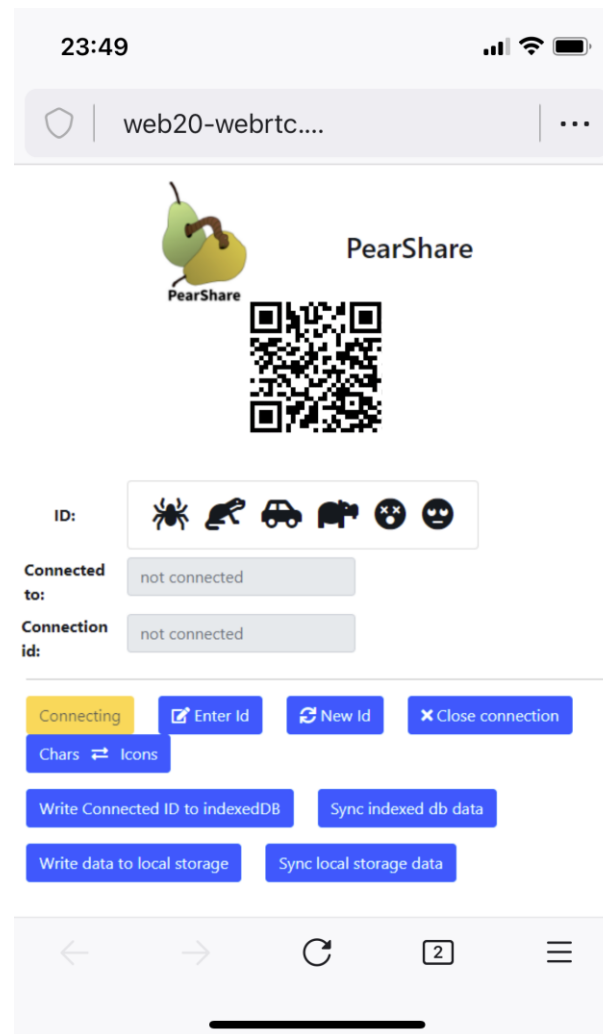 23:49
web20-webrtc....
PearShare
PearShare
ID:
Connected to:
not connected
Connection id:
not connected
Connecting
Enter Id
New Id
Close connection
Chars Icons
Write Connected ID to indexedDB
Sync indexed db data
Write data to local storage
Sync local storage data
2